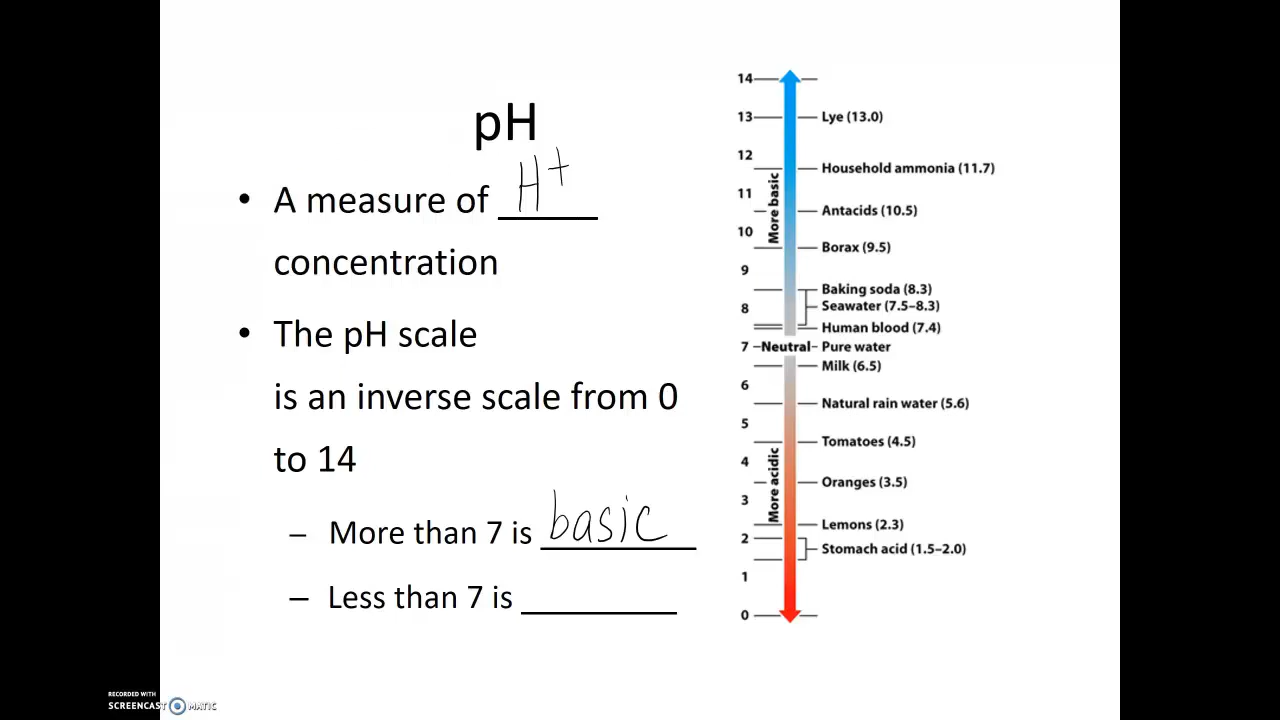 pH
• A measure of H+
concentration
• The pH scale
is an inverse scale from 0
to 14
– More than 7 is basic
– Less than 7 is ________
14
13
Lye (13.0)
12
Household ammonia (11.7)
More basic
11
Antacids (10.5)
10
Borax (9.5)
9
Baking soda (8.3)
Seawater (7.5–8.3)
8
Human blood (7.4)
7 Neutral Pure water
Milk (6.5)
6
Natural rain water (5.6)
5
Tomatoes (4.5)
4
More acidic
Oranges (3.5)
3
Lemons (2.3)
2
Stomach acid (1.5–2.0)
1
0
RECORDED WITH
SCREENCAST MATIC